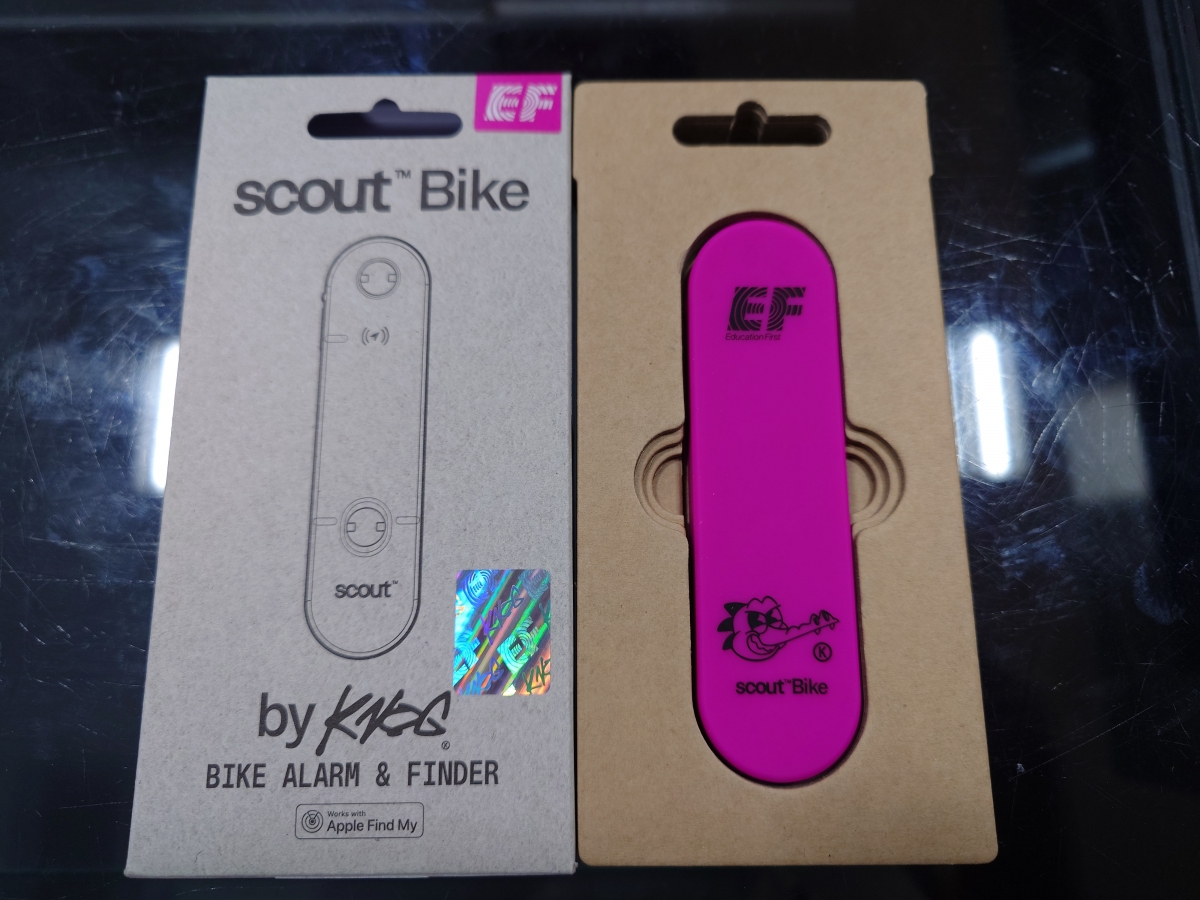 EF
scout™ Bike
scout™
by KNOG®
BIKE ALARM & FINDER
Works with
Apple Find My
EF
Education First
K
scout™Bike